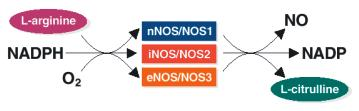 L-arginine
NADPH
O2
nNOS/NOS1
iNOS/NOS2
eNOS/NOS3
NO
NADP
L-citrulline